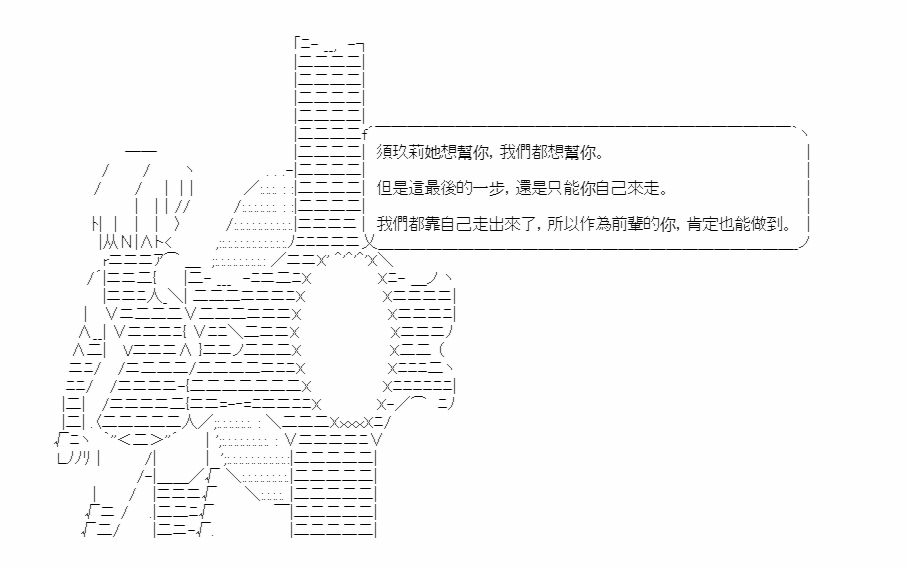 須玖莉她想幫你, 我們都想幫你。
但是這最後的一步, 還是只能你自己來走。
我們都靠自己走出來了, 所以作為前輩的你, 肯定也能做到。